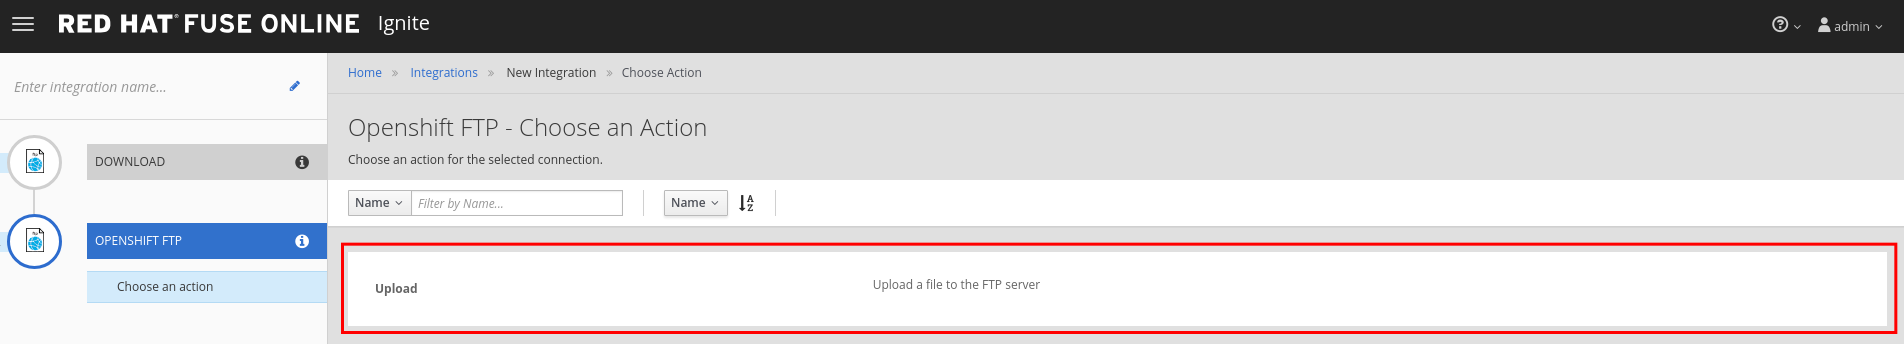 RED HAT® FUSE ONLINE Ignite
admin
Enter integration name...
Home » Integrations » New Integration » Choose Action
Openshift FTP - Choose an Action
Choose an action for the selected connection.
DOWNLOAD
Name Filter by Name... Name A Z
OPENSHIFT FTP
Choose an action
Upload Upload a file to the FTP server